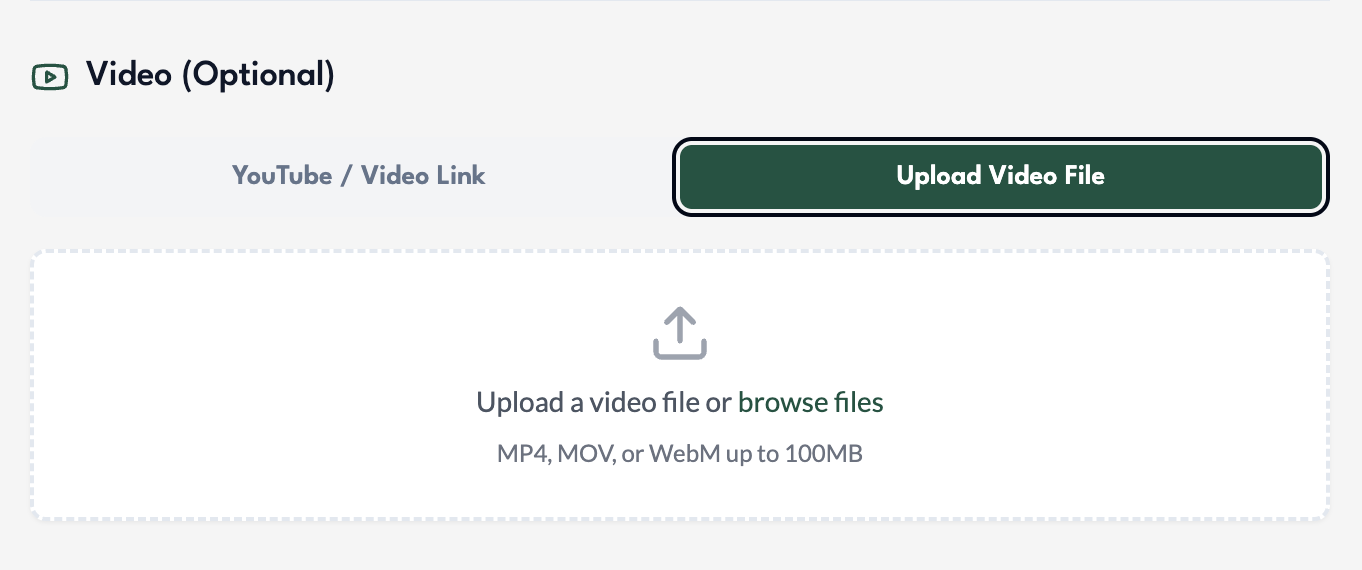 Video (Optional)
YouTube / Video Link
Upload Video File
Upload a video file or browse files
MP4, MOV, or WebM up to 100MB